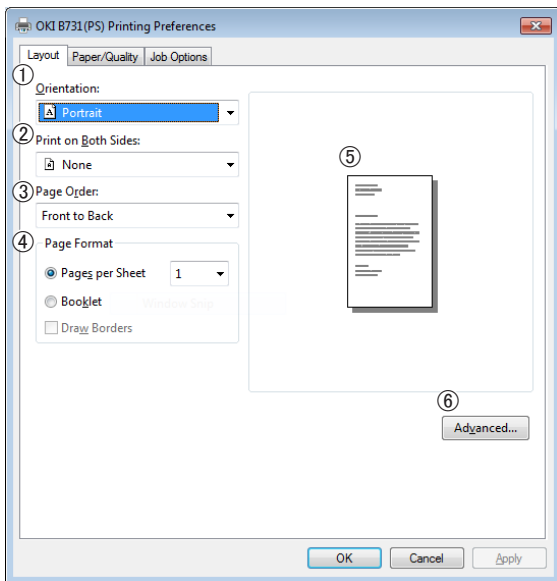 OKI B731(PS) Printing Preferences
Layout Paper/Quality Job Options
①
Orientation:
Portrait
②
Print on Both Sides:
None
③
Page Order:
Front to Back
④
Page Format
Pages per Sheet 1
Booklet
Window Snip
Draw Borders
⑤
⑥
Advanced...
OK Cancel Apply